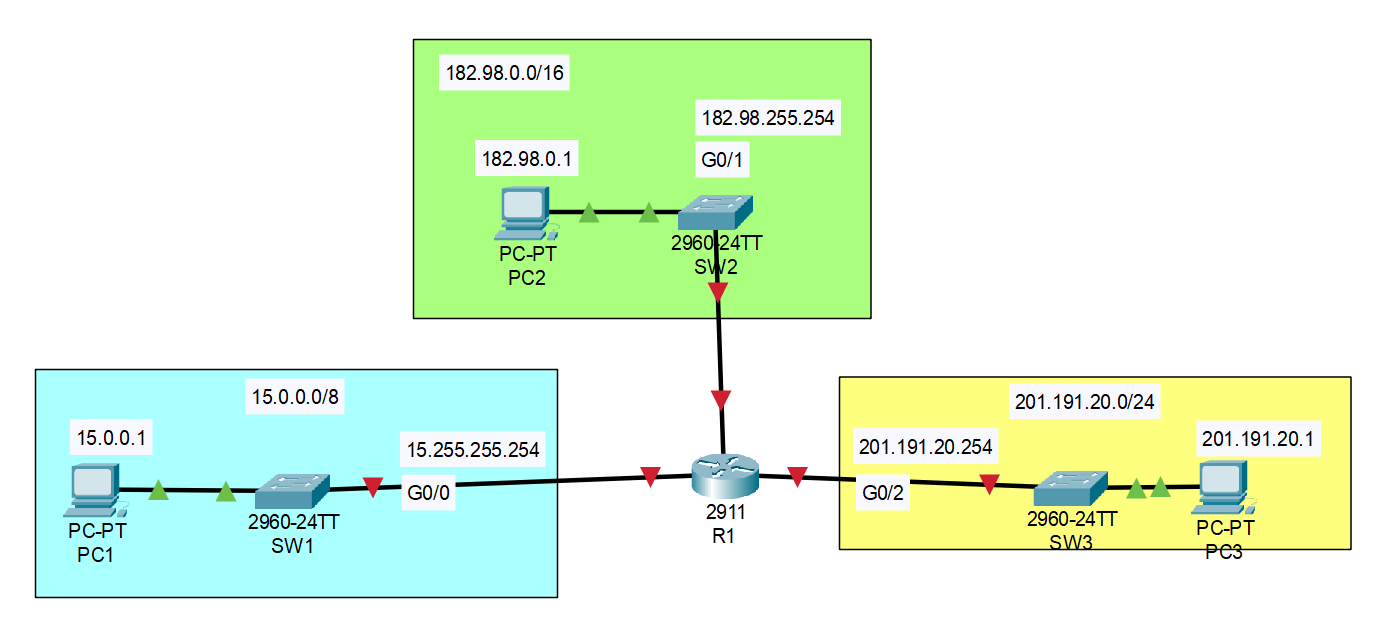 182.98.0.0/16
182.98.255.254
182.98.0.1
G0/1
PC-PT
PC2
2960-24TT
SW2
15.0.0.0/8
15.0.0.1
15.255.255.254
G0/0
PC-PT
PC1
2960-24TT
SW1
2911
R1
201.191.20.0/24
201.191.20.254
201.191.20.1
G0/2
2960-24TT
SW3
PC-PT
PC3